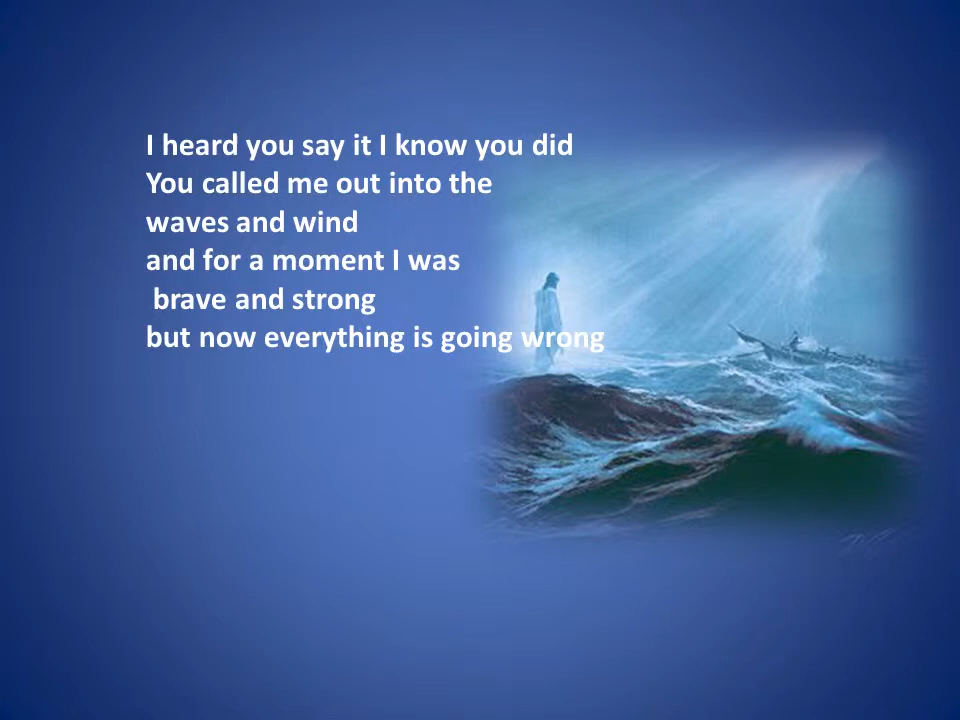 I heard you say it I know you did
You called me out into the
waves and wind
and for a moment I was
brave and strong
but now everything is going wrong